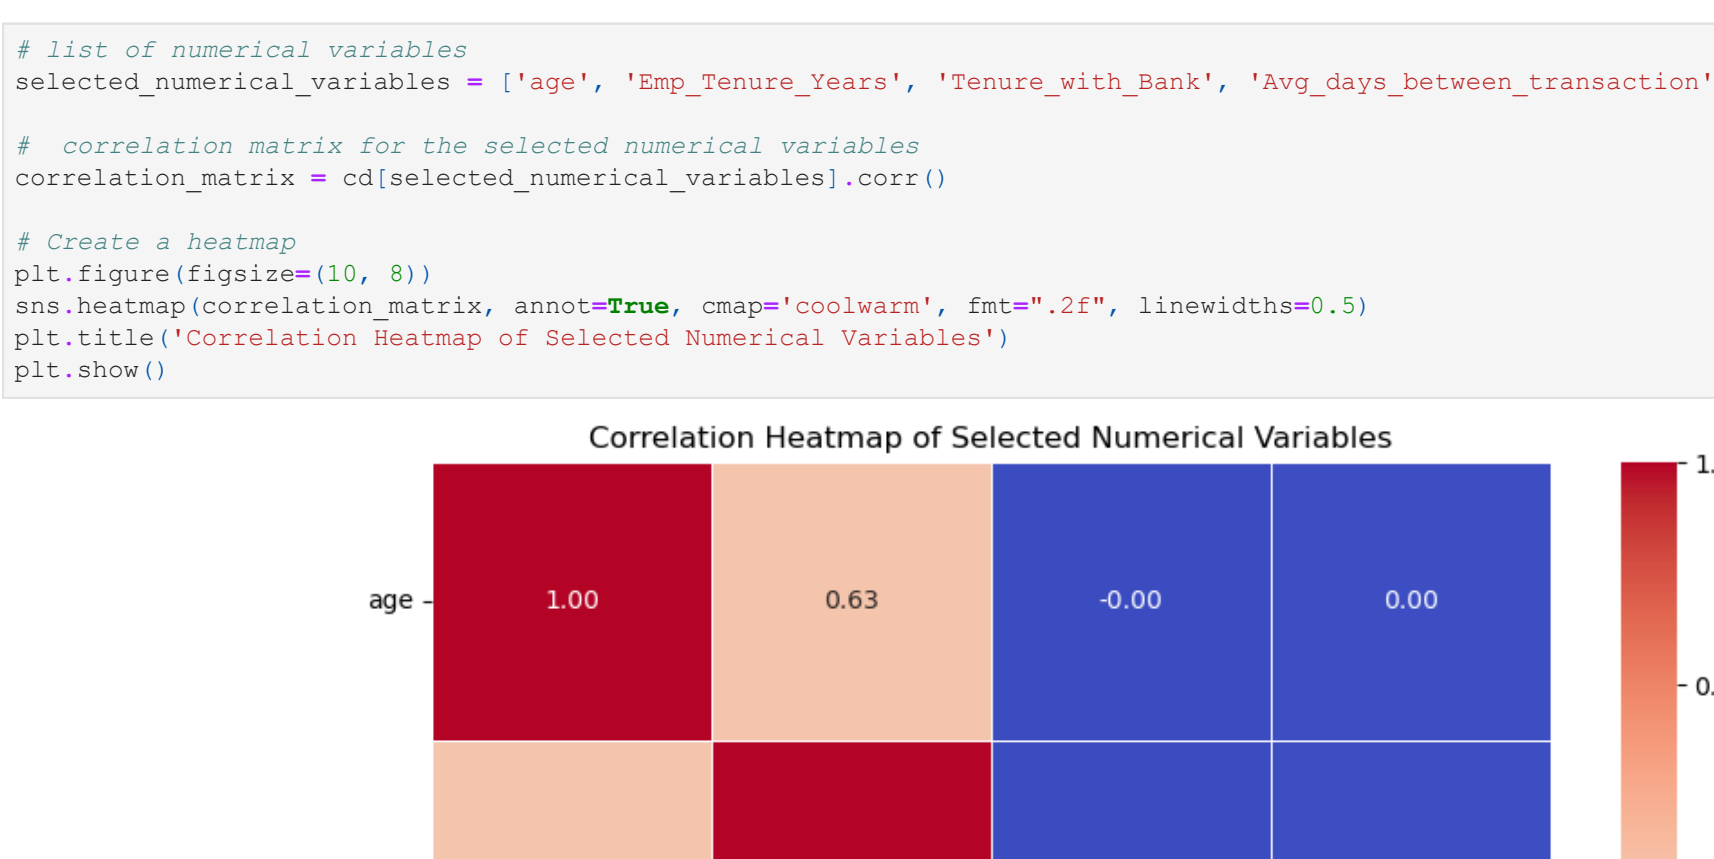 # list of numerical variables
selected_numerical_variables = ['age', 'Emp_Tenure_Years', 'Tenure_with_Bank', 'Avg_days_between_transaction'
#  correlation matrix for the selected numerical variables
correlation_matrix = cd[selected_numerical_variables].corr()
# Create a heatmap
plt.figure(figsize=(10, 8))
sns.heatmap(correlation_matrix, annot=True, cmap='coolwarm', fmt=".2f", linewidths=0.5)
plt.title('Correlation Heatmap of Selected Numerical Variables')
plt.show()
Correlation Heatmap of Selected Numerical Variables
1.
age 1.00 0.63 -0.00 0.00
0.